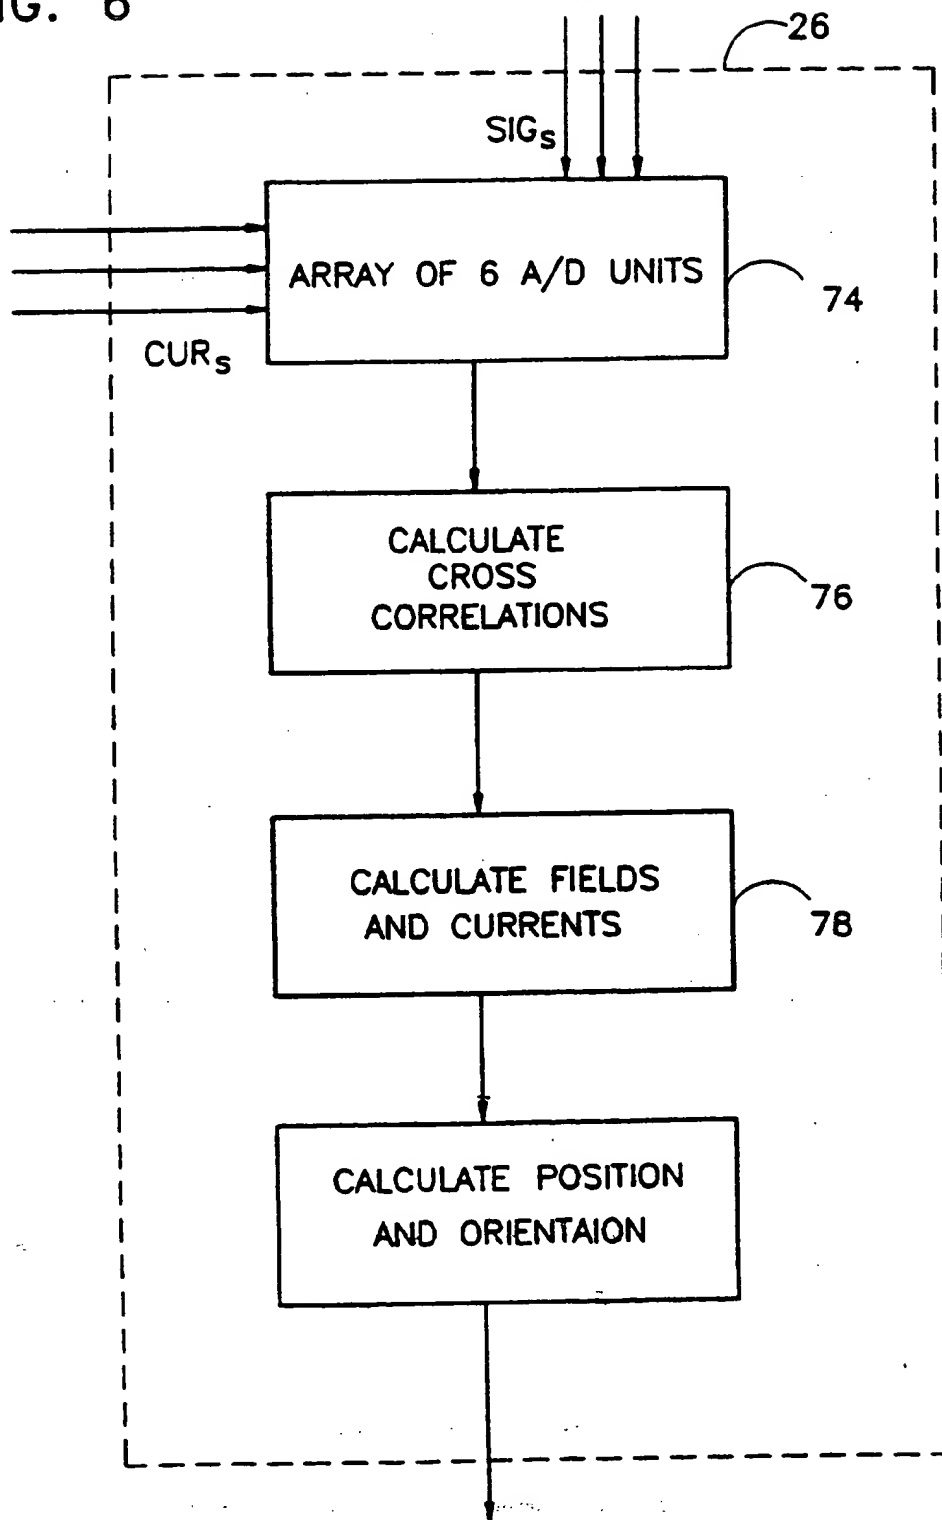 FIG. 6
26
SIGs
ARRAY OF 6 A/D UNITS
74
CURs
CALCULATE
CROSS
CORRELATIONS
76
CALCULATE FIELDS
AND CURRENTS
78
CALCULATE POSITION
AND ORIENTAION